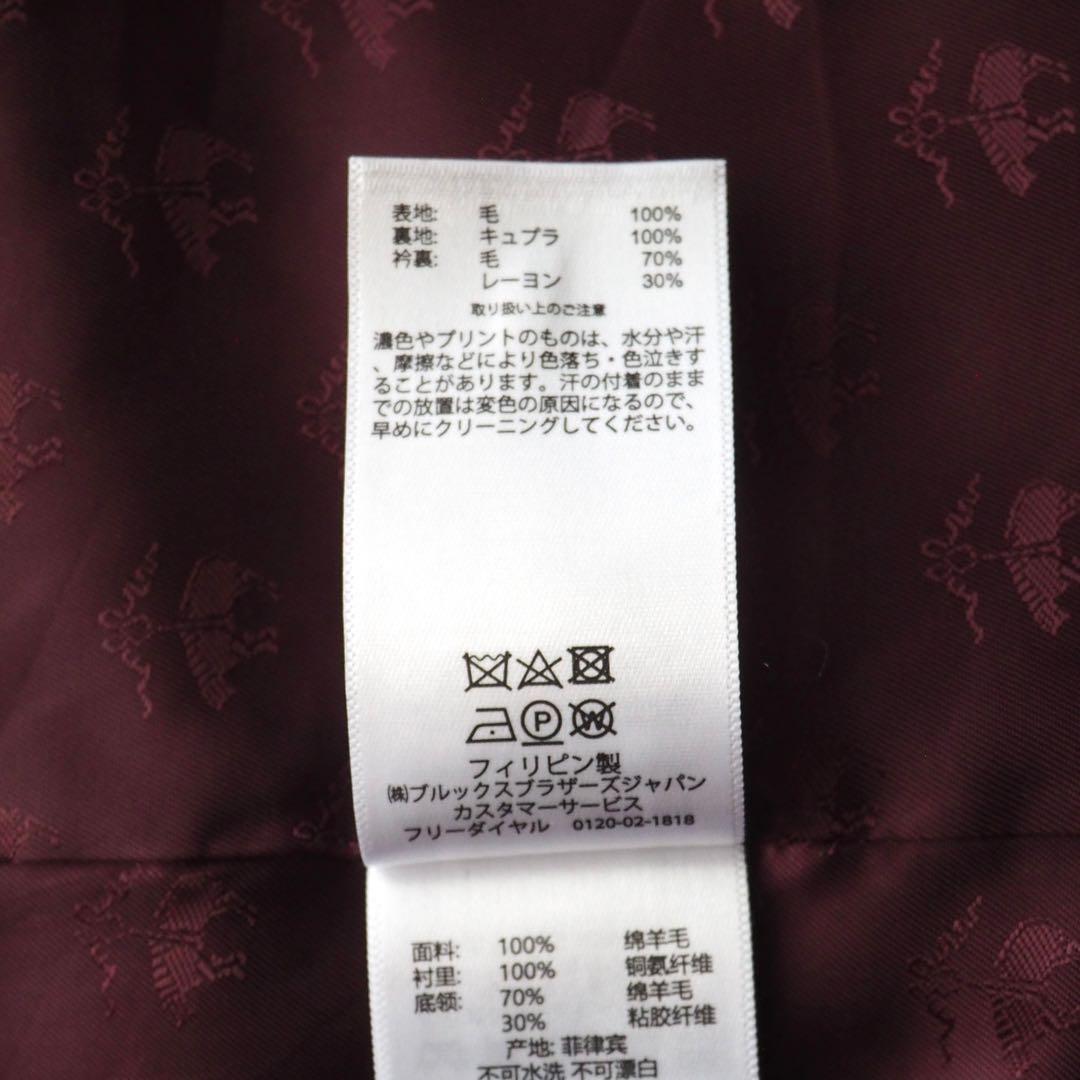 表地: 毛 100%
裏地: キュプラ 100%
衿裏: 毛 70%
レーヨン 30%
取り扱い上のご注意
濃色やプリントのものは、水分や汗
、摩擦などにより色落ち・色泣きす
ることがあります。汗の付着のまま
での放置は変色の原因になるので、
早めにクリーニングしてください。
P W
フィリピン製
㈱ブルックスブラザーズジャパン
カスタマーサービス
フリーダイヤル 0120-02-1818
面料: 100% 绵羊毛
衬里: 100% 铜氨纤维
底领: 70% 绵羊毛
30% 粘胶纤维
产地: 菲律宾
不可水洗 不可漂白